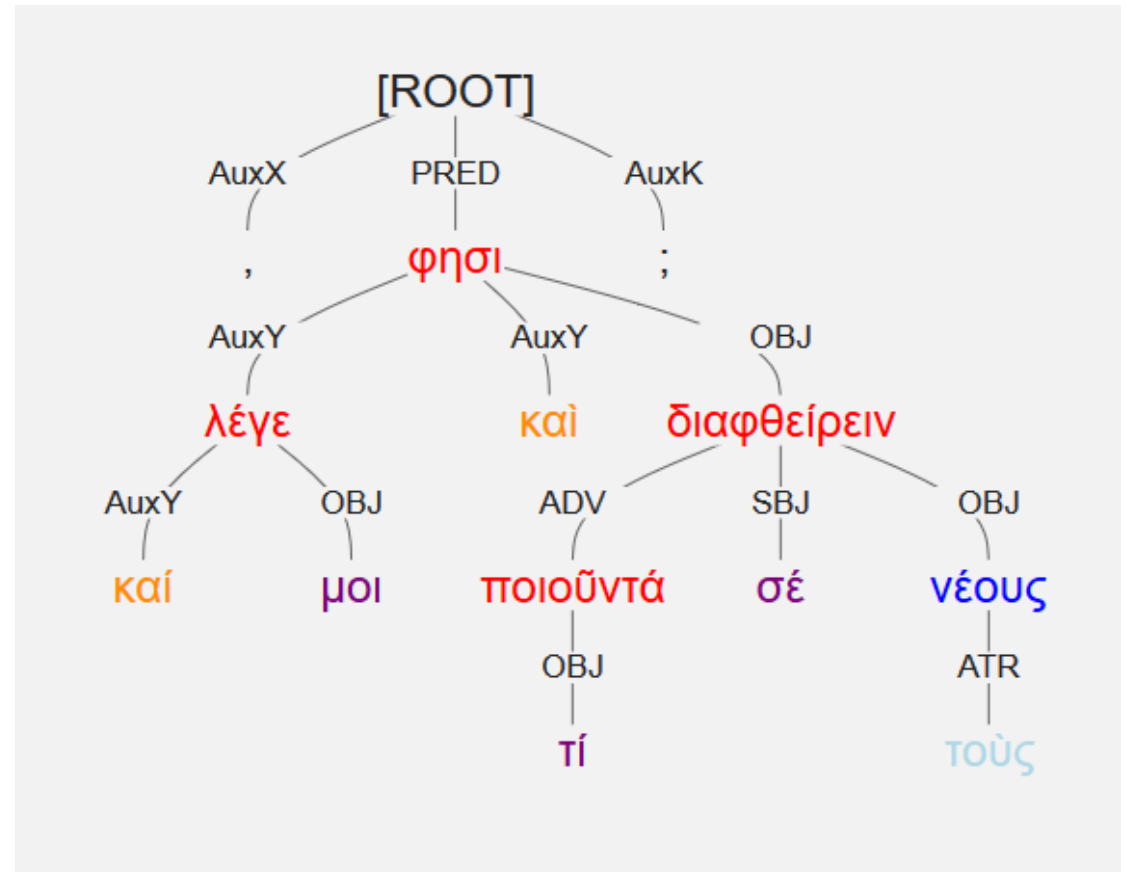 [ROOT]
AuxX PRED AuxK
, φησι ;
AuxY AuxY OBJ
λέγε καὶ διαφθείρειν
AuxY OBJ ADV SBJ OBJ
καί μοι ποιοῦντά σέ νέους
OBJ ATR
τί τοὺς